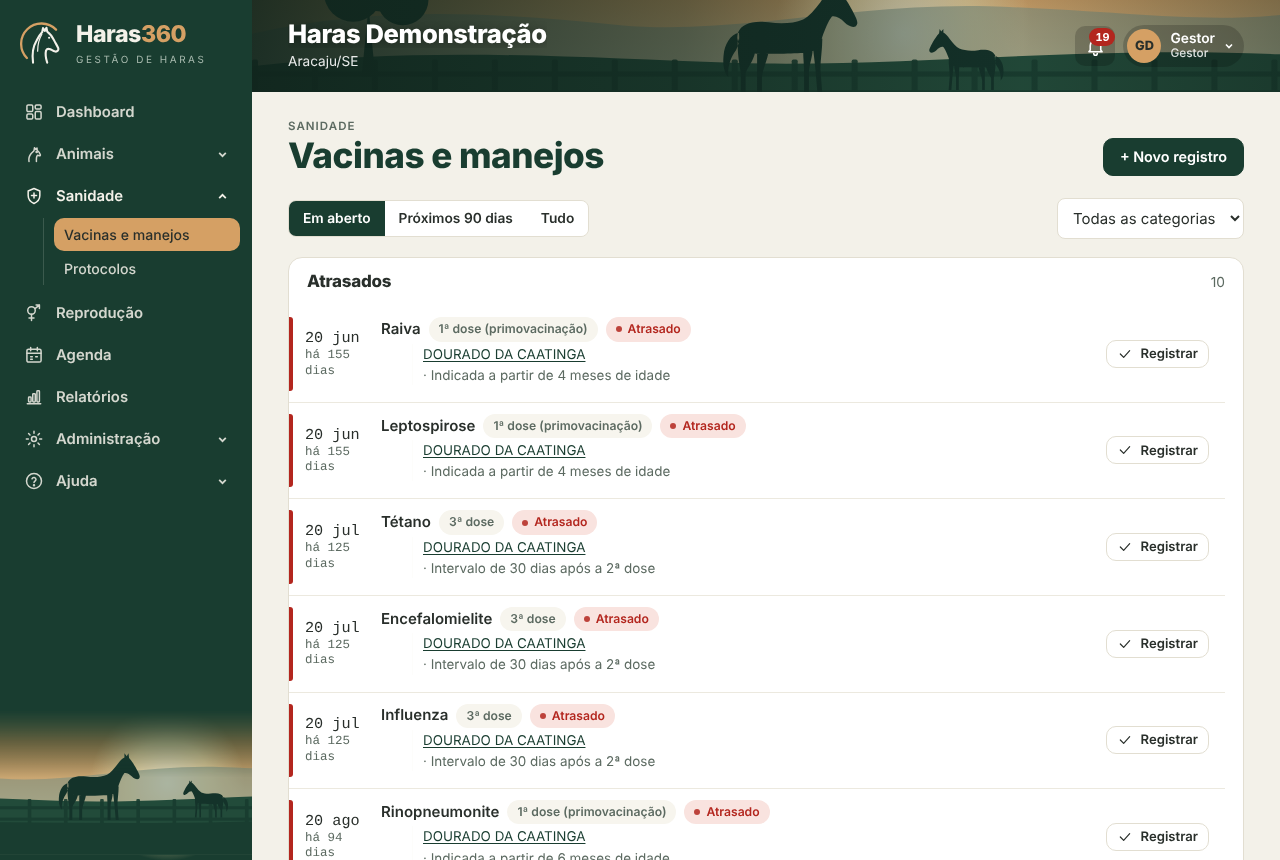 Haras360
GESTÃO DE HARAS
Dashboard
Animais
Sanidade
Vacinas e manejos
Protocolos
Reprodução
Agenda
Relatórios
Administração
Ajuda
Haras Demonstração
Aracaju/SE
19
GD
Gestor
Gestor
SANIDADE
Vacinas e manejos
+ Novo registro
Em aberto
Próximos 90 dias
Tudo
Todas as categorias
Atrasados
10
20 jun
há 155
dias
Raiva
1ª dose (primovacinação)
Atrasado
DOURADO DA CAATINGA
· Indicada a partir de 4 meses de idade
Registrar
20 jun
há 155
dias
Leptospirose
1ª dose (primovacinação)
Atrasado
DOURADO DA CAATINGA
· Indicada a partir de 4 meses de idade
Registrar
20 jul
há 125
dias
Tétano
3ª dose
Atrasado
DOURADO DA CAATINGA
· Intervalo de 30 dias após a 2ª dose
Registrar
20 jul
há 125
dias
Encefalomielite
3ª dose
Atrasado
DOURADO DA CAATINGA
· Intervalo de 30 dias após a 2ª dose
Registrar
20 jul
há 125
dias
Influenza
3ª dose
Atrasado
DOURADO DA CAATINGA
· Intervalo de 30 dias após a 2ª dose
Registrar
20 ago
há 94
dias
Rinopneumonite
1ª dose (primovacinação)
Atrasado
DOURADO DA CAATINGA
· Indicada a partir de 6 meses de idade
Registrar